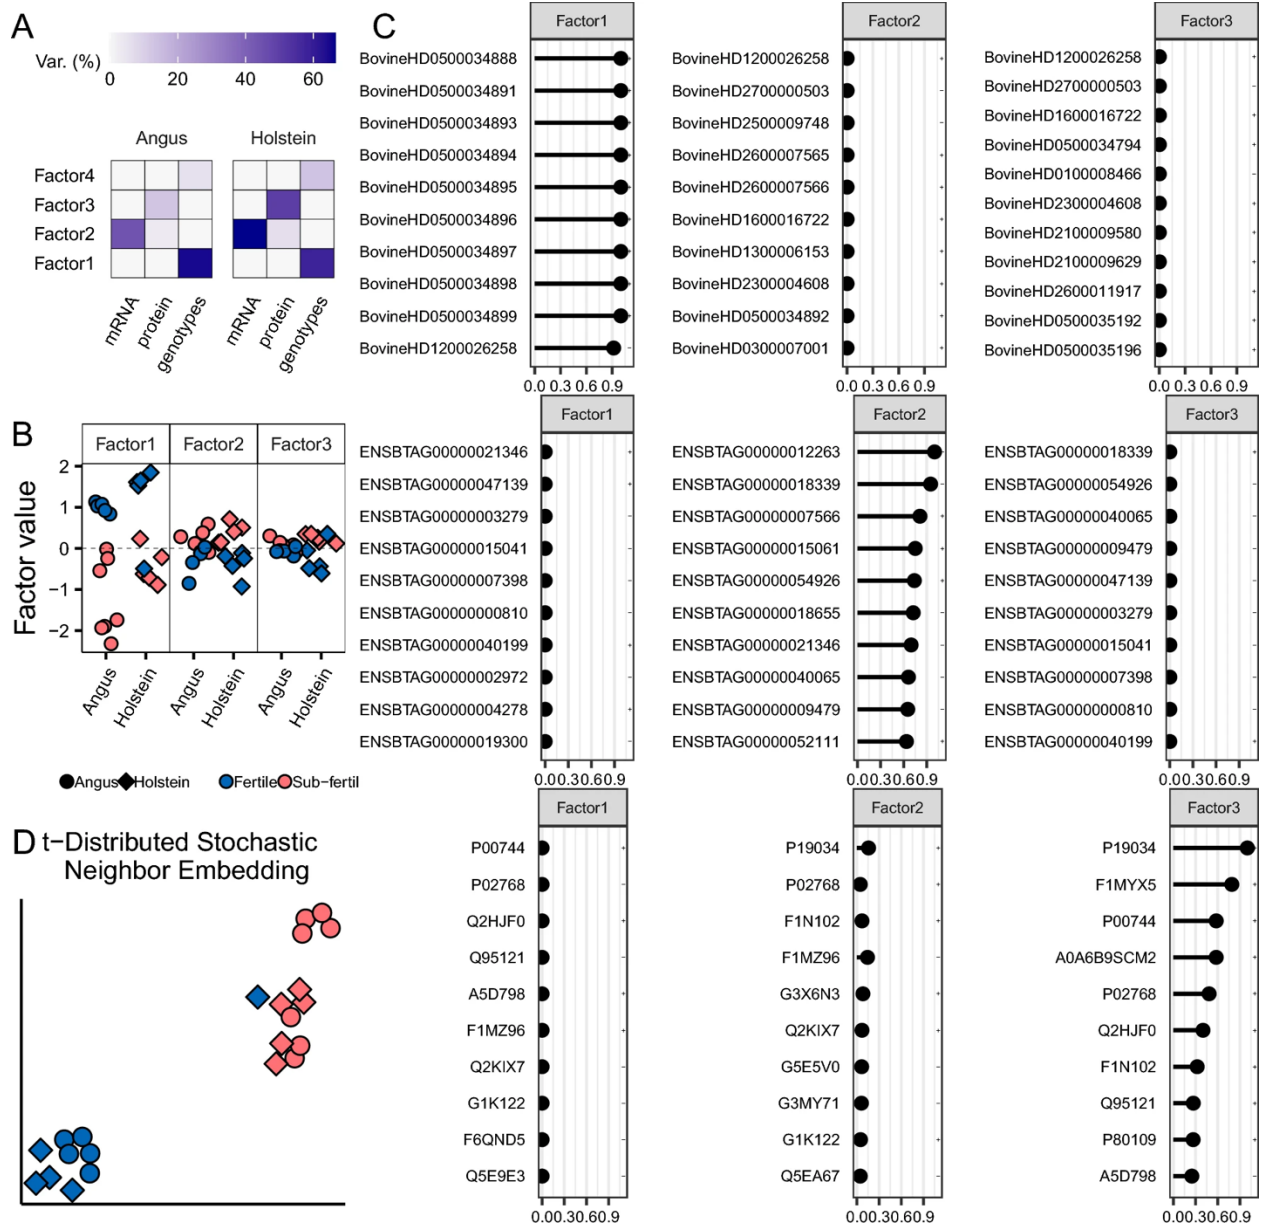 A
Var. (%)
0 20 40 60
Angus Holstein
Factor4
Factor3
Factor2
Factor1
mRNA protein genotypes mRNA protein genotypes
B
Factor1 Factor2 Factor3
Factor value
2
1
0
−1
−2
Angus Holstein Angus Holstein Angus Holstein
Angus Holstein Fertile Sub−fertil
C
Factor1
BovineHD0500034888
BovineHD0500034891
BovineHD0500034893
BovineHD0500034894
BovineHD0500034895
BovineHD0500034896
BovineHD0500034897
BovineHD0500034898
BovineHD0500034899
BovineHD1200026258
0.0 0.3 0.6 0.9
Factor2
BovineHD1200026258
BovineHD2700000503
BovineHD2500009748
BovineHD2600007565
BovineHD2600007566
BovineHD1600016722
BovineHD1300006153
BovineHD2300004608
BovineHD0500034892
BovineHD0300007001
0.0 0.3 0.6 0.9
Factor3
BovineHD1200026258
BovineHD2700000503
BovineHD1600016722
BovineHD0500034794
BovineHD0100008466
BovineHD2300004608
BovineHD2100009580
BovineHD2100009629
BovineHD2600011917
BovineHD0500035192
BovineHD0500035196
0.0 0.3 0.6 0.9
Factor1
ENSBTAG00000021346
ENSBTAG00000047139
ENSBTAG00000003279
ENSBTAG00000015041
ENSBTAG00000007398
ENSBTAG00000000810
ENSBTAG00000040199
ENSBTAG00000002972
ENSBTAG00000004278
ENSBTAG00000019300
0.00.30.60.9
Factor2
ENSBTAG00000012263
ENSBTAG00000018339
ENSBTAG00000007566
ENSBTAG00000015061
ENSBTAG00000054926
ENSBTAG00000018655
ENSBTAG00000021346
ENSBTAG00000040065
ENSBTAG00000009479
ENSBTAG00000052111
0.00.30.60.9
Factor3
ENSBTAG00000018339
ENSBTAG00000054926
ENSBTAG00000040065
ENSBTAG00000009479
ENSBTAG00000047139
ENSBTAG00000003279
ENSBTAG00000015041
ENSBTAG00000007398
ENSBTAG00000000810
ENSBTAG00000040199
0.00.30.60.9
D t−Distributed Stochastic
Neighbor Embedding
Factor1
P00744
P02768
Q2HJF0
Q95121
A5D798
F1MZ96
Q2KIX7
G1K122
F6QND5
Q5E9E3
0.00.30.60.9
Factor2
P19034
P02768
F1N102
F1MZ96
G3X6N3
Q2KIX7
G5E5V0
G3MY71
G1K122
Q5EA67
0.00.30.60.9
Factor3
P19034
F1MYX5
P00744
A0A6B9SCM2
P02768
Q2HJF0
F1N102
Q95121
P80109
A5D798
0.00.30.60.9